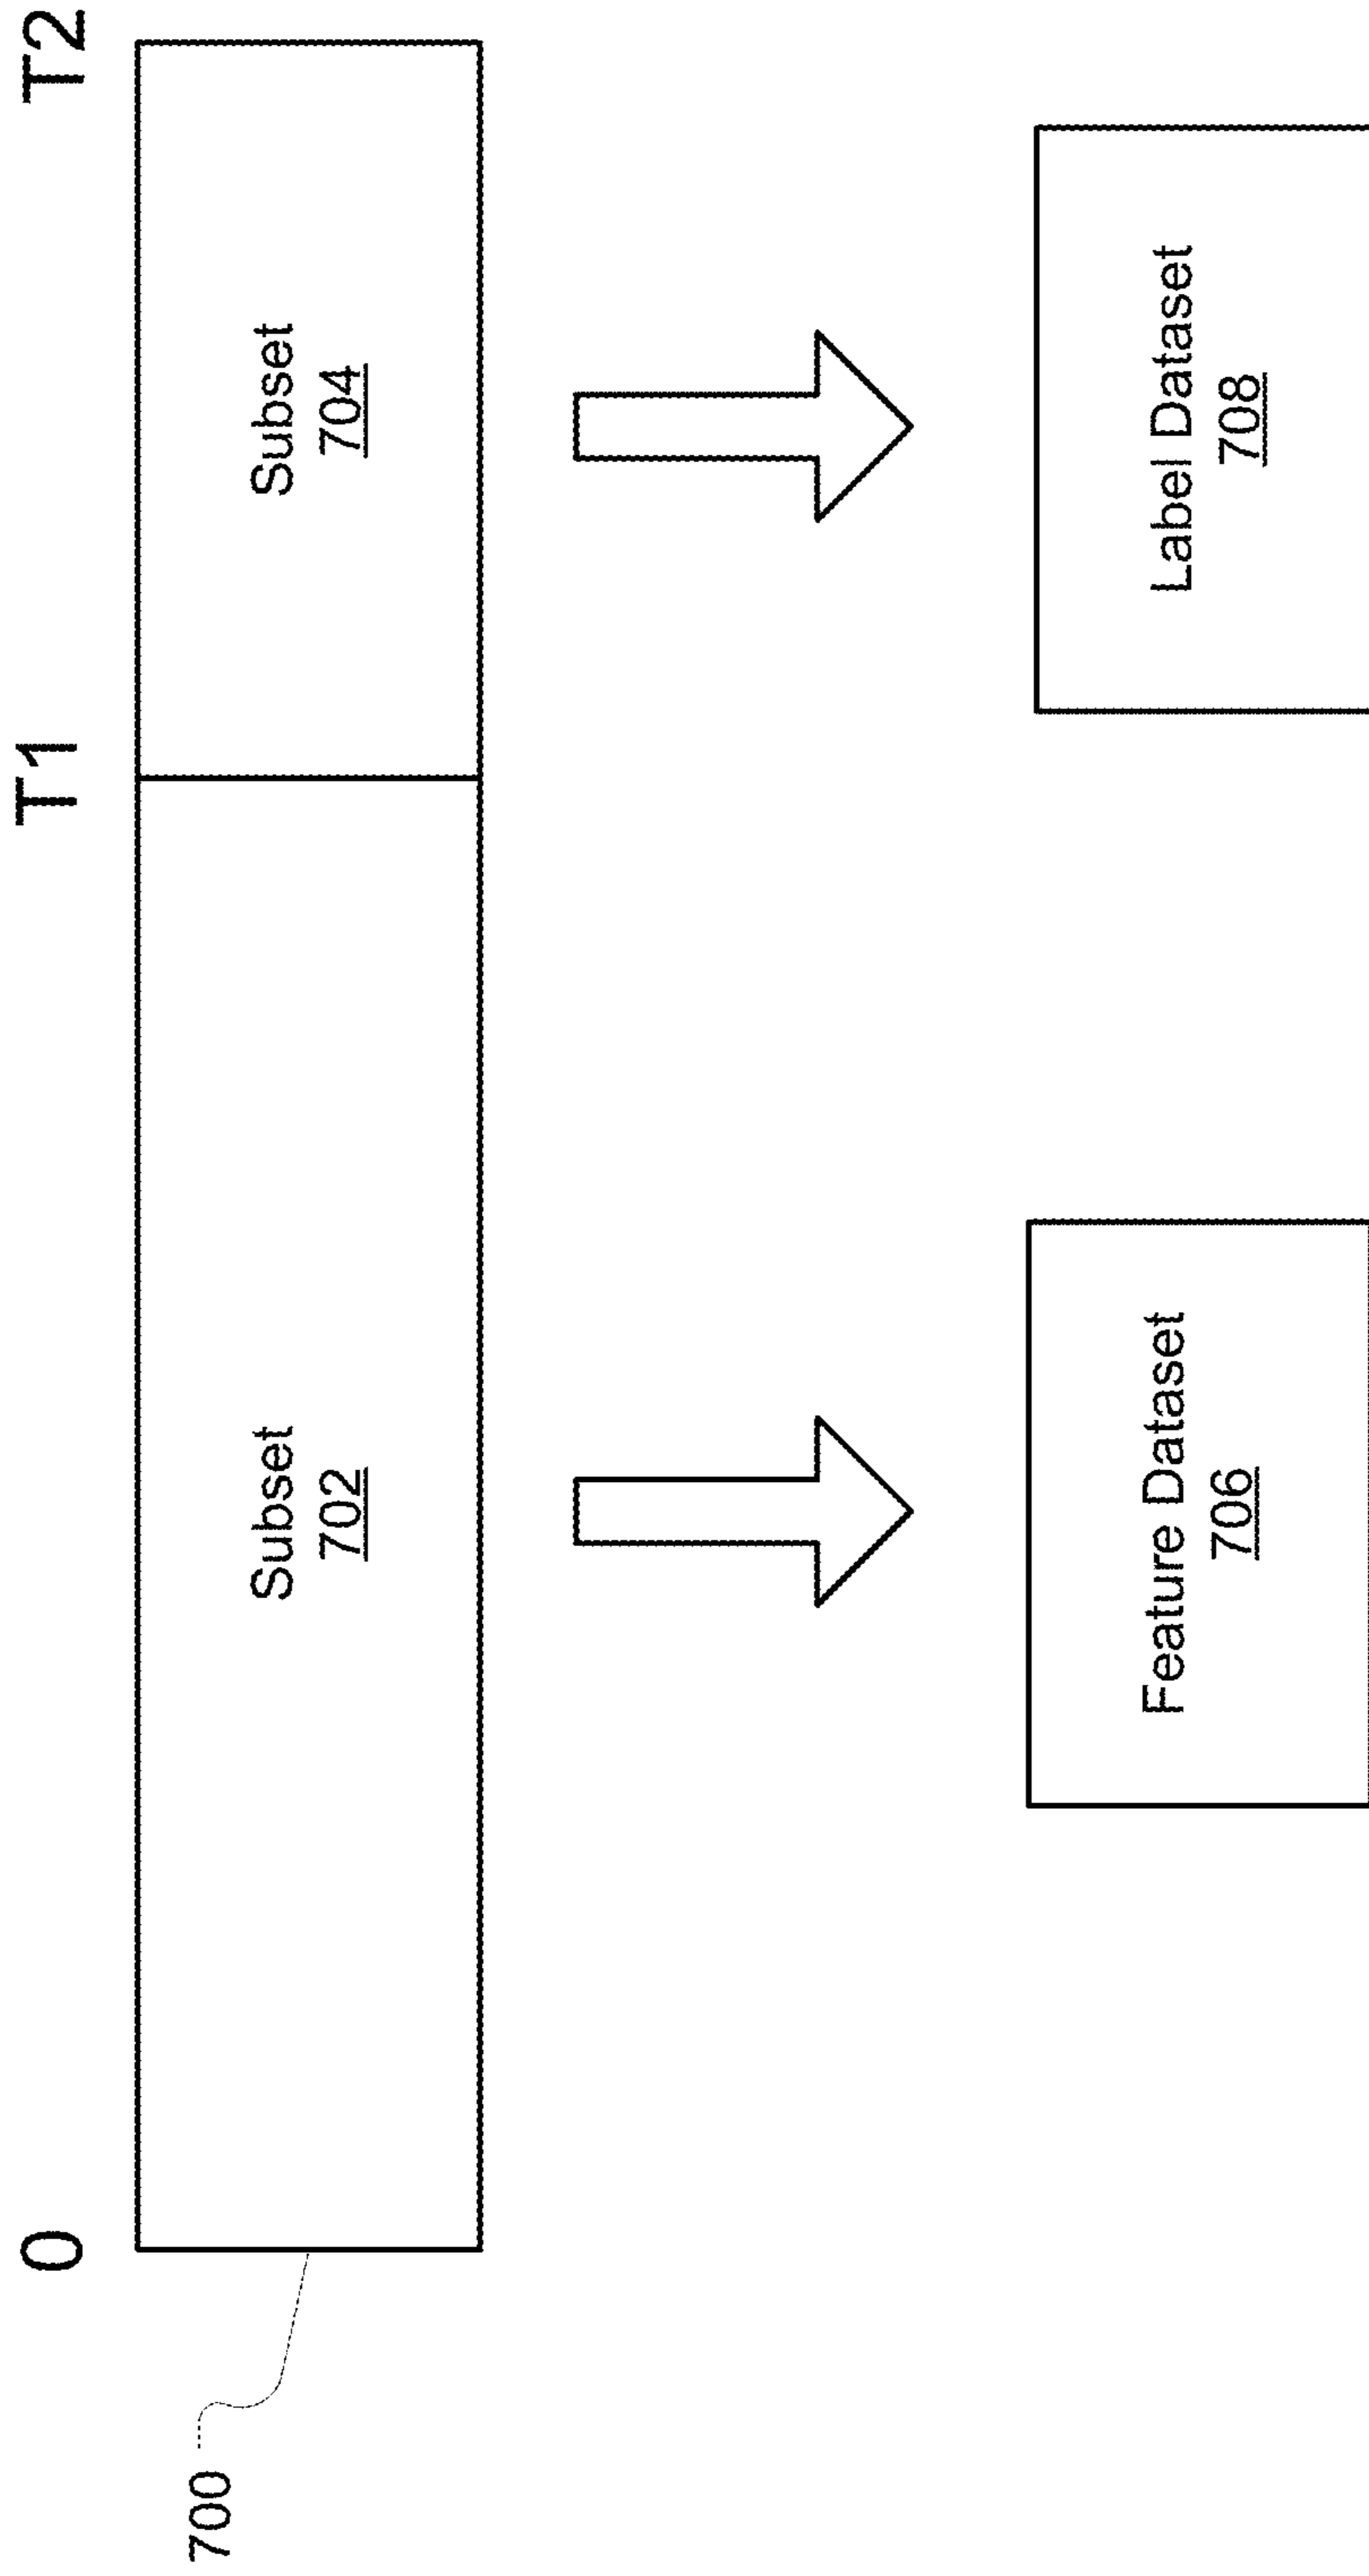 0
T1
T2
700
Subset
702
Subset
704
Feature Dataset
706
Label Dataset
708